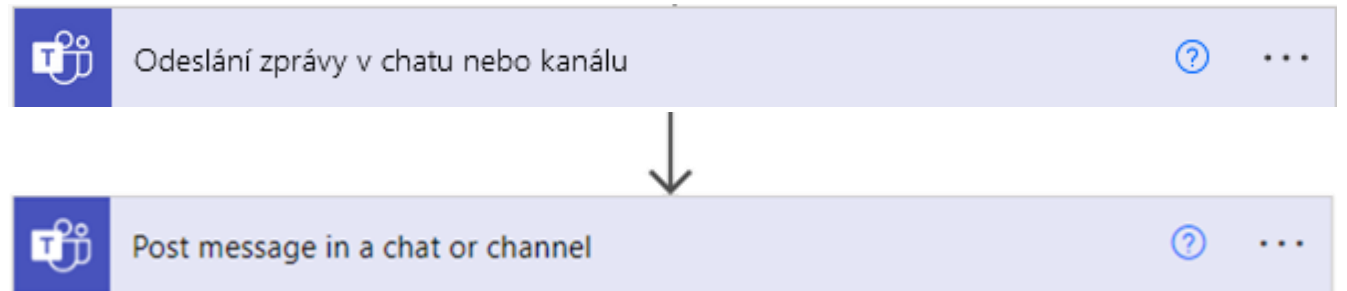 Odeslání zprávy v chatu nebo kanálu
Post message in a chat or channel